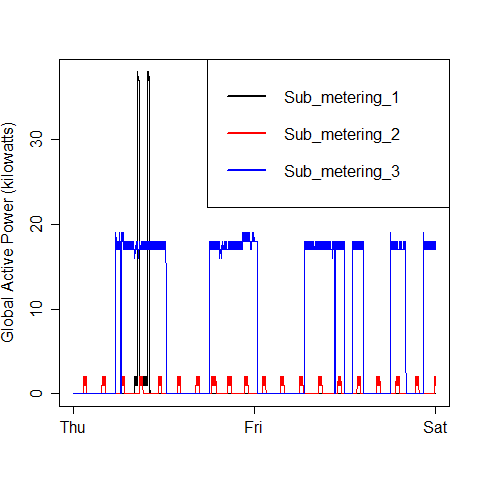 Sub_metering_1
Sub_metering_2
Sub_metering_3
Global Active Power (kilowatts)
30
20
10
0
Thu Fri Sat